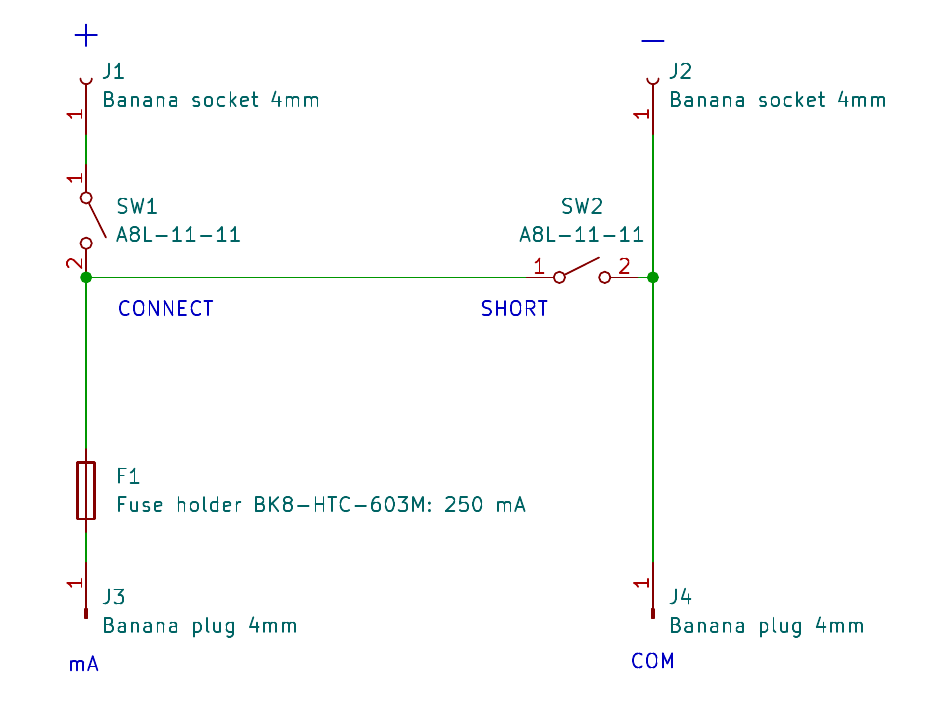 +
−
J1
Banana socket 4mm
J2
Banana socket 4mm
1
1
1
SW1
A8L-11-11
2
SW2
A8L-11-11
1
2
CONNECT
SHORT
F1
Fuse holder BK8-HTC-603M: 250 mA
1
J3
Banana plug 4mm
1
J4
Banana plug 4mm
mA
COM